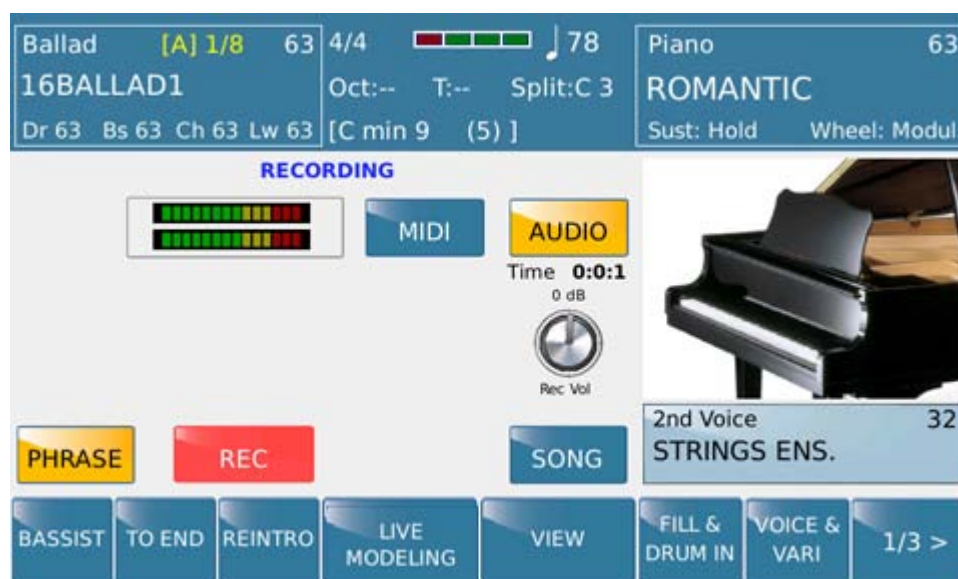 Ballad [A] 1/8 63
16BALLAD1
Dr 63 Bs 63 Ch 63 Lw 63
4/4 78
Oct:-- T:-- Split:C 3
[C min 9 (5) ]
Piano 63
ROMANTIC
Sust: Hold Wheel: Modul
RECORDING
MIDI
AUDIO
Time 0:0:1
0 dB
Rec Vol
PHRASE
REC
SONG
2nd Voice 32
STRINGS ENS.
BASSIST
TO END
REINTRO
LIVE
MODELING
VIEW
FILL &
DRUM IN
VOICE &
VARI
1/3 >